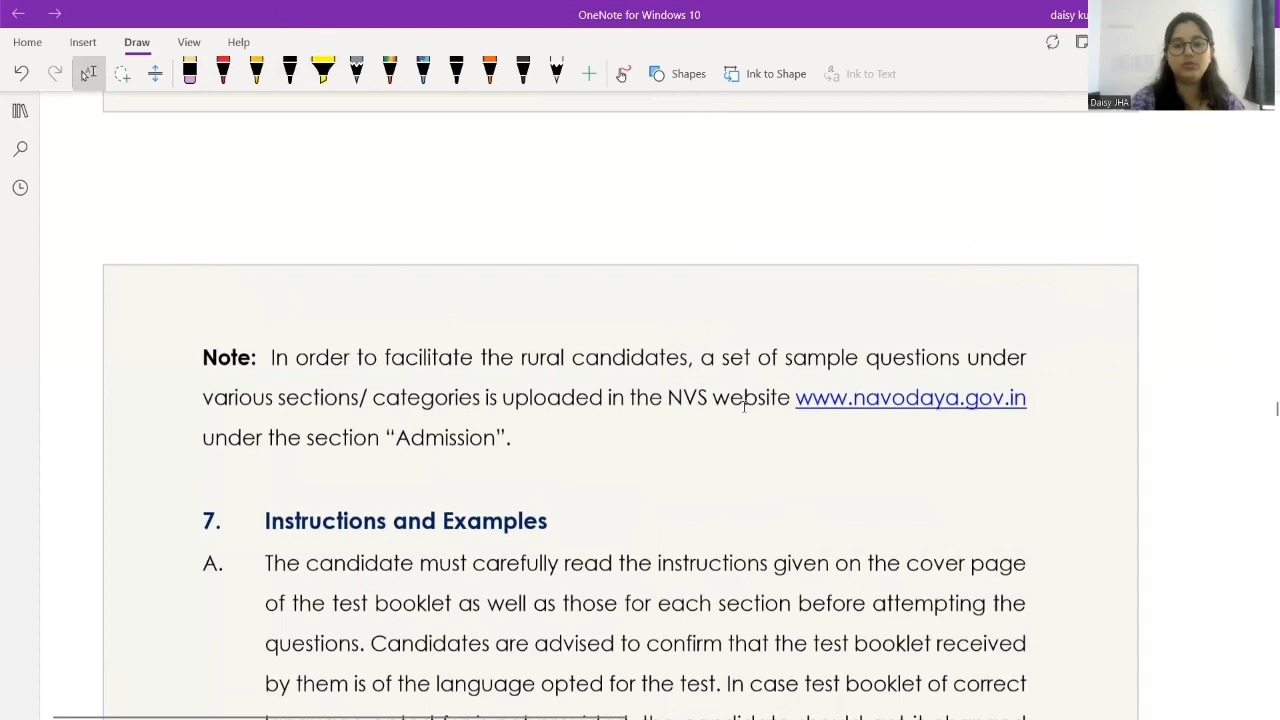 OneNote for Windows 10
daisy ku
Home Insert Draw View Help
Shapes Ink to Shape Ink to Text
Daisy JHA
Note: In order to facilitate the rural candidates, a set of sample questions under
various sections/ categories is uploaded in the NVS website www.navodaya.gov.in
under the section “Admission”.
7. Instructions and Examples
A. The candidate must carefully read the instructions given on the cover page
of the test booklet as well as those for each section before attempting the
questions. Candidates are advised to confirm that the test booklet received
by them is of the language opted for the test. In case test booklet of correct